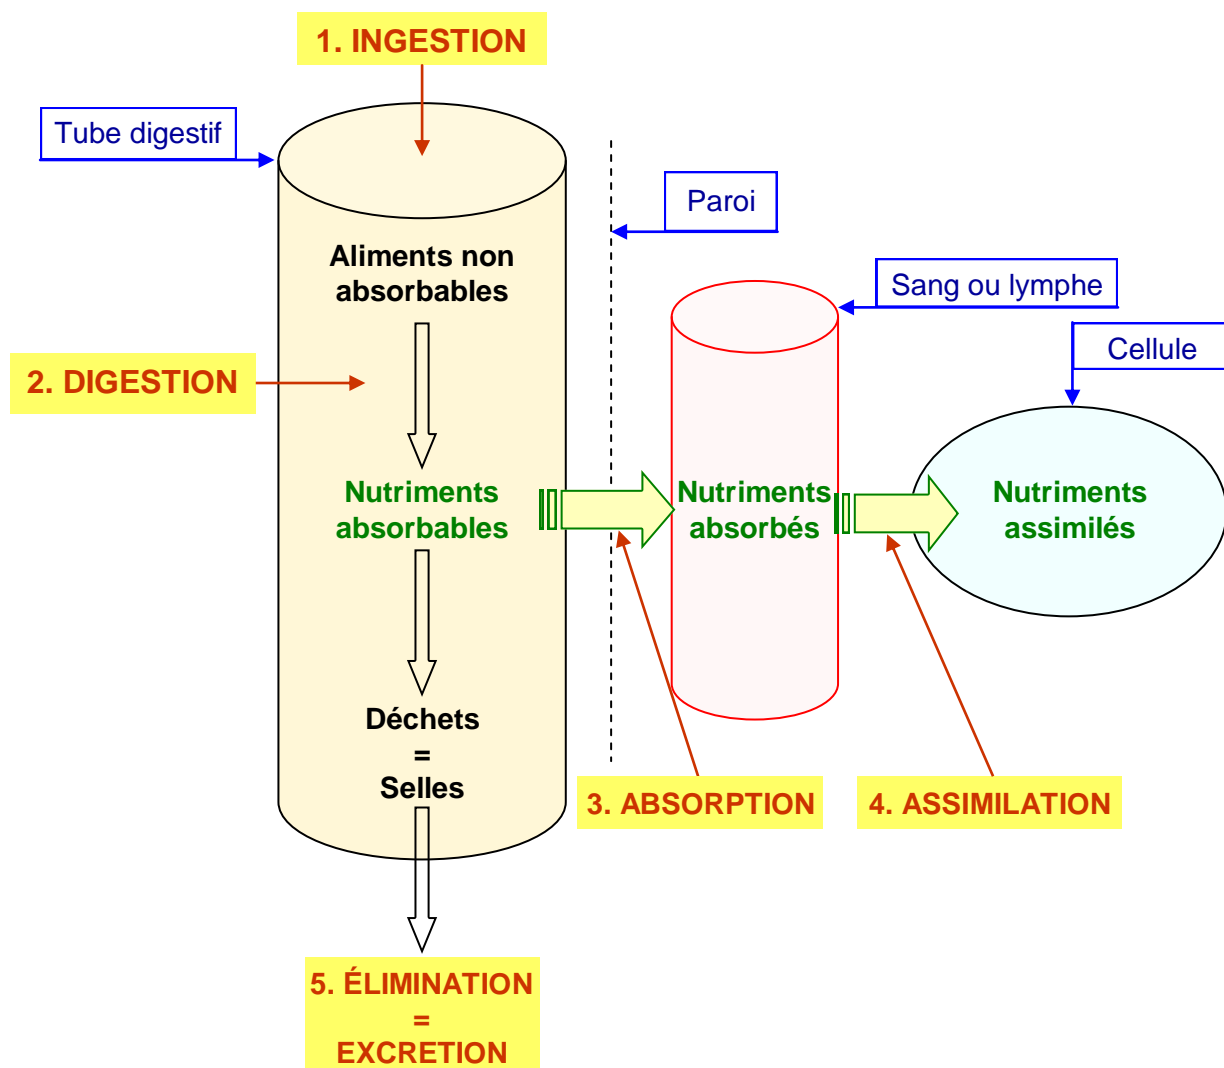 1. INGESTION
Tube digestif
Paroi
Aliments non
absorbables
Sang ou lymphe
Cellule
2. DIGESTION
Nutriments
absorbables
Nutriments
absorbés
Nutriments
assimilés
Déchets
=
Selles
3. ABSORPTION
4. ASSIMILATION
5. ÉLIMINATION
=
EXCRETION